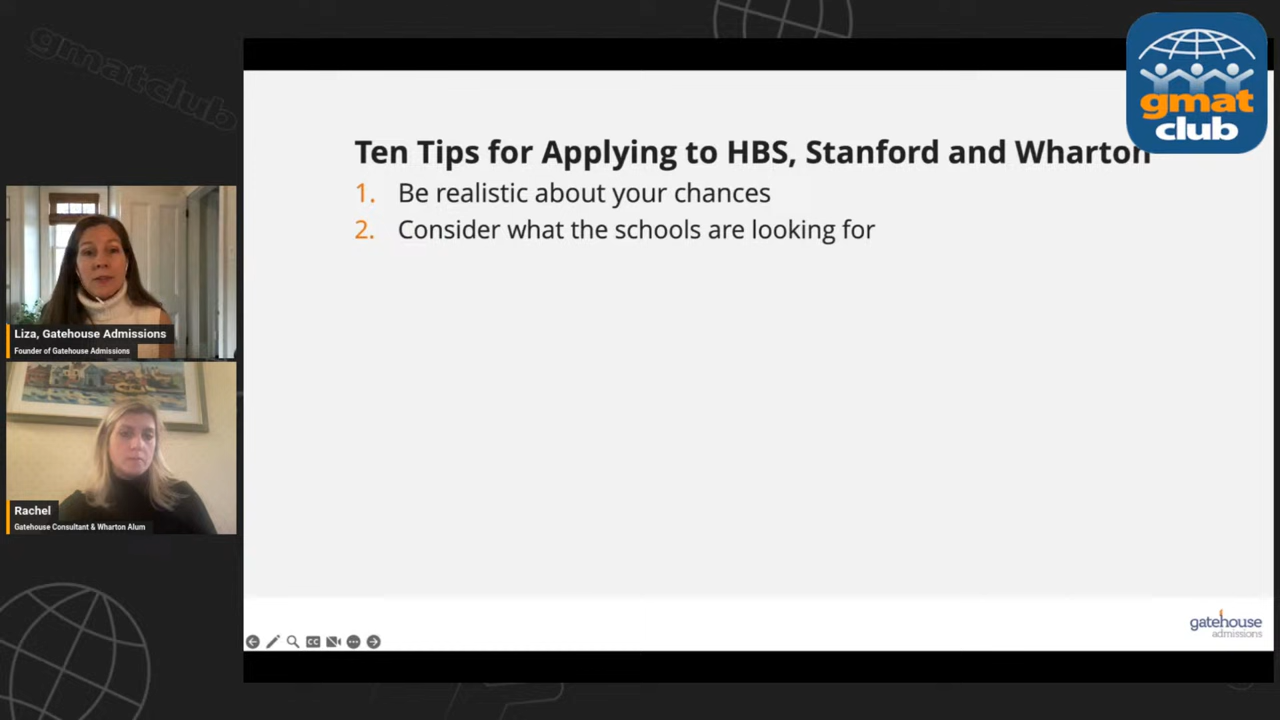 gmatclub
gmat
club
Ten Tips for Applying to HBS, Stanford and Wharton
1. Be realistic about your chances
2. Consider what the schools are looking for
Liza, Gatehouse Admissions
Founder of Gatehouse Admissions
Rachel
Gatehouse Consultant & Wharton Alum
CC
gatehouse
admissions